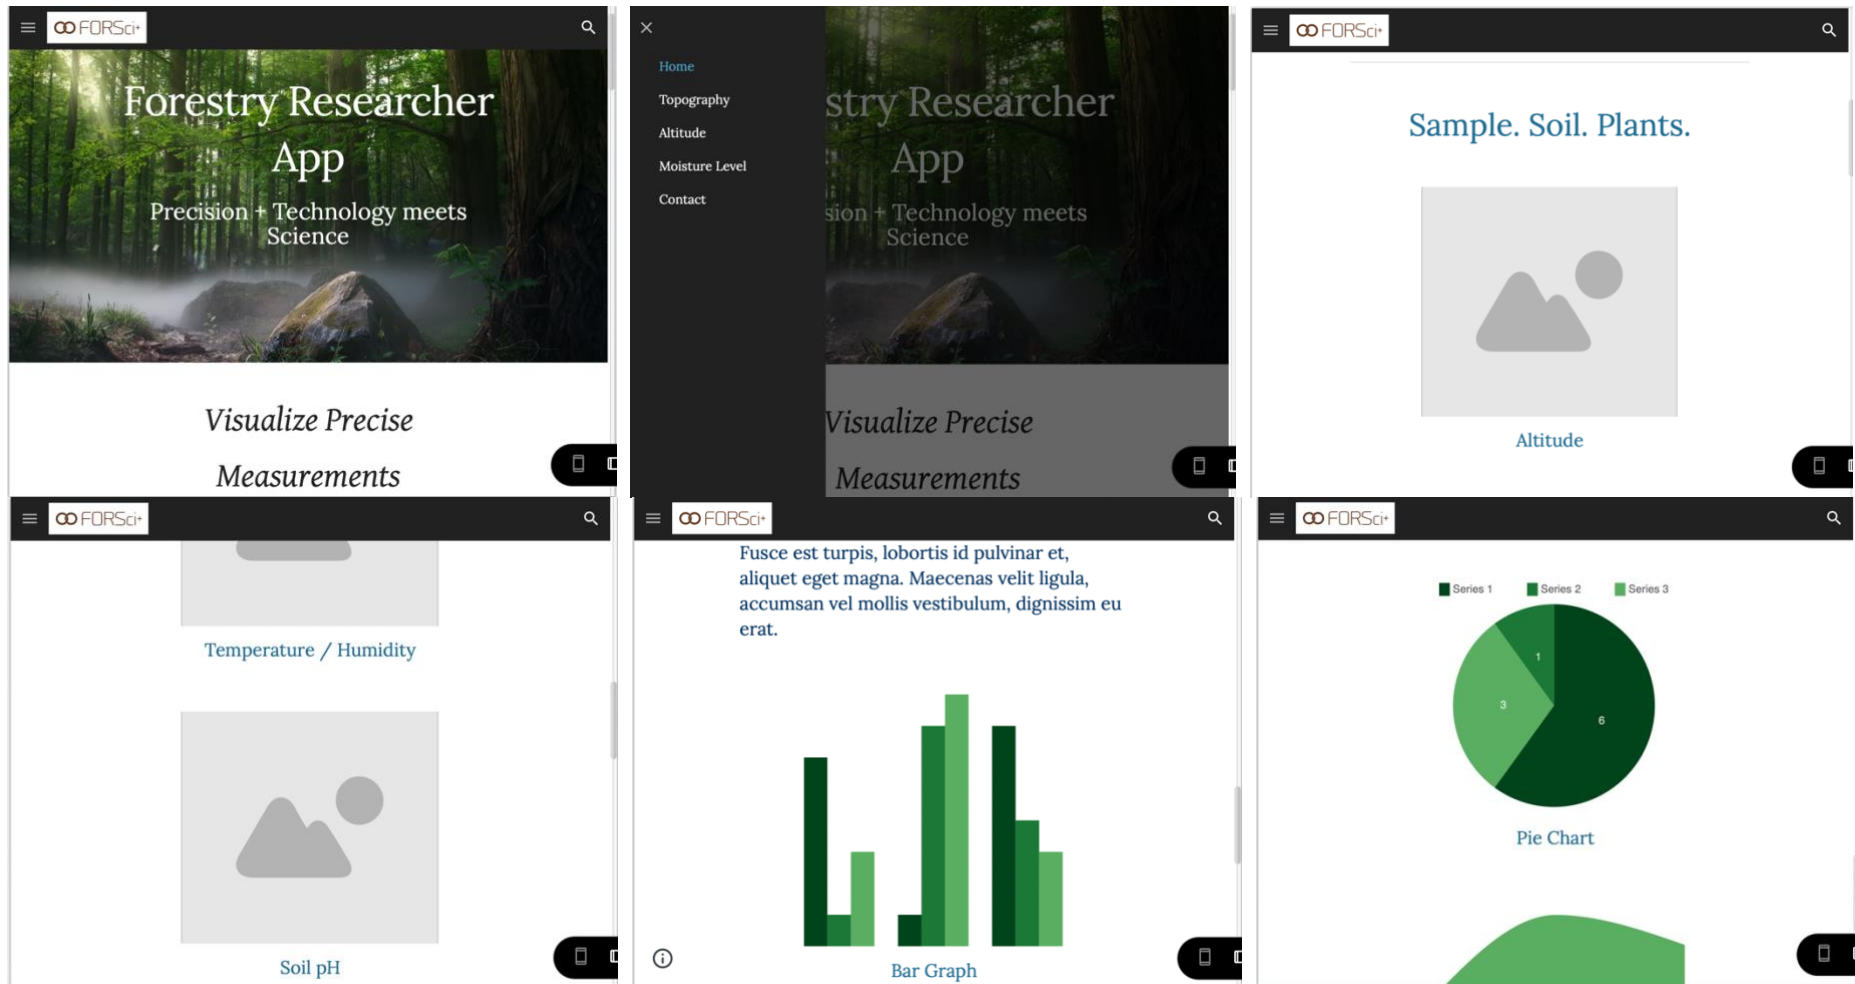 FORSci+
Forestry Researcher
App
Precision + Technology meets
Science
Visualize Precise
Measurements
Home
Topography
Altitude
Moisture Level
Contact
stry Researcher
App
sion + Technology meets
Science
Visualize Precise
Measurements
FORSci+
Sample. Soil. Plants.
Altitude
FORSci+
Temperature / Humidity
Soil pH
FORSci+
Fusce est turpis, lobortis id pulvinar et,
aliquet eget magna. Maecenas velit ligula,
accumsan vel mollis vestibulum, dignissim eu
erat.
Bar Graph
FORSci+
Series 1 Series 2 Series 3
1
3
6
Pie Chart